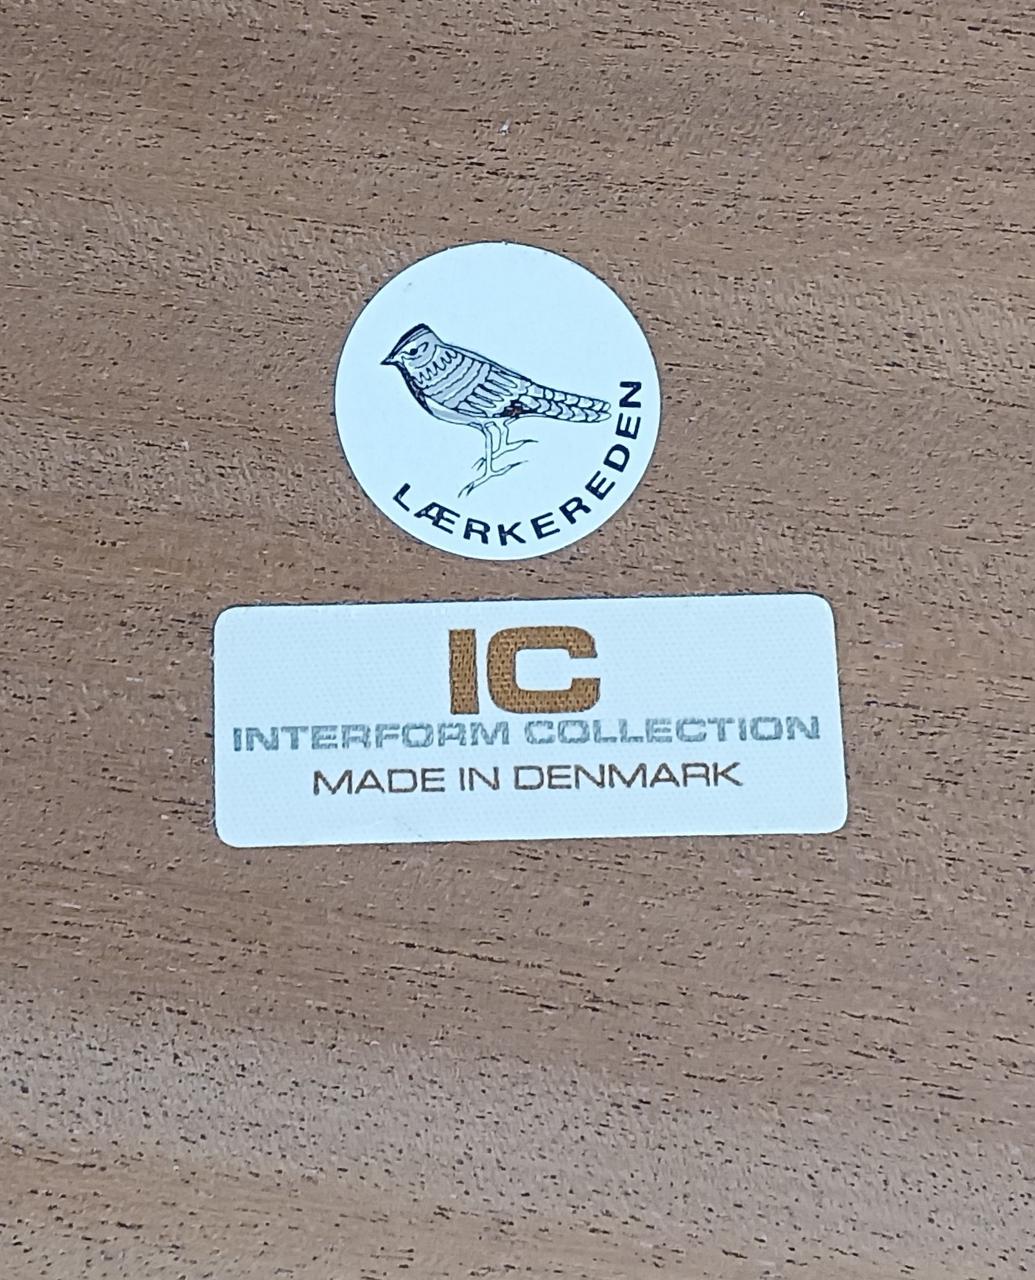 LÆRKEREDEN
IC
INTERFORM COLLECTION
MADE IN DENMARK